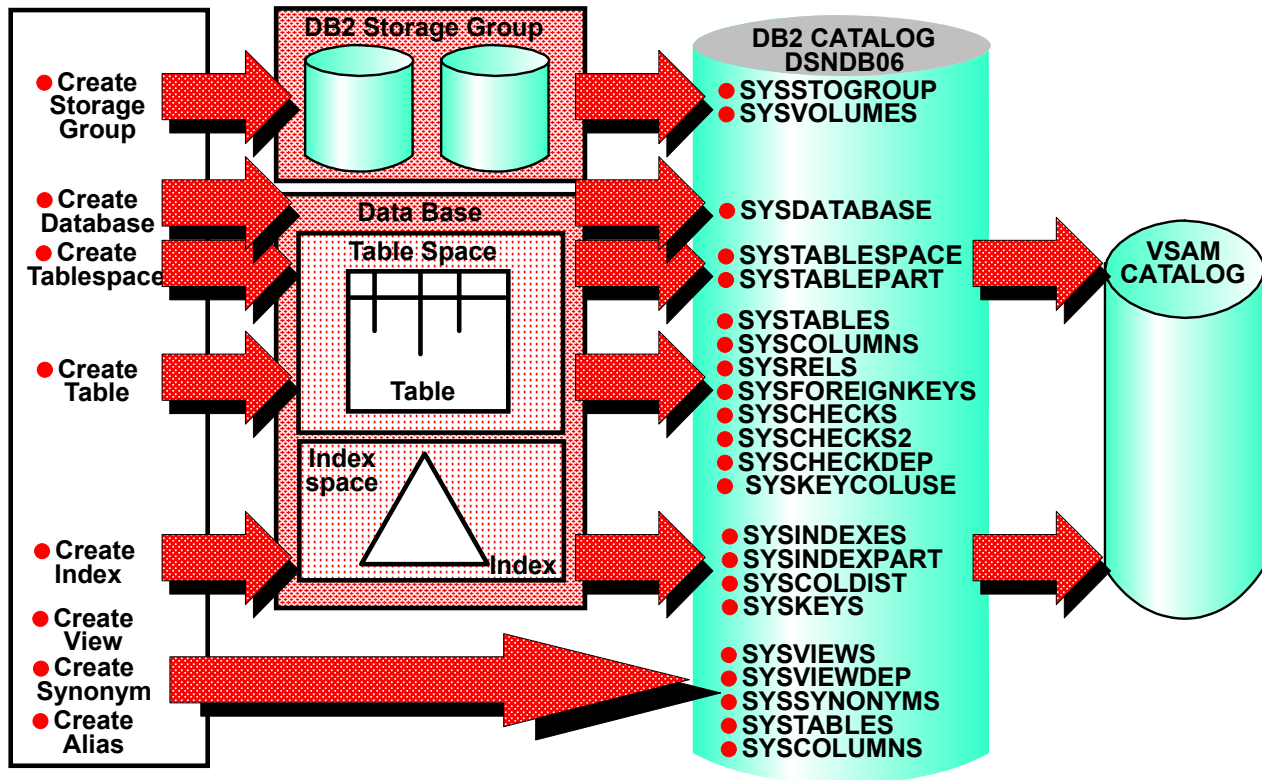 ● Create
Storage
Group
● Create
Database
● Create
Tablespace
● Create
Table
● Create
Index
● Create
View
● Create
Synonym
● Create
Alias
DB2 Storage Group
Data Base
Table Space
Table
Index
space
Index
DB2 CATALOG
DSNDB06
● SYSSTOGROUP
● SYSVOLUMES
● SYSDATABASE
● SYSTABLESPACE
● SYSTABLEPART
● SYSTABLES
● SYSCOLUMNS
● SYSRELS
● SYSFOREIGNKEYS
● SYSCHECKS
● SYSCHECKS2
● SYSCHECKDEP
● SYSKEYCOLUSE
● SYSINDEXES
● SYSINDEXPART
● SYSCOLDIST
● SYSKEYS
● SYSVIEWS
● SYSVIEWDEP
● SYSSYNONYMS
● SYSTABLES
● SYSCOLUMNS
VSAM
CATALOG